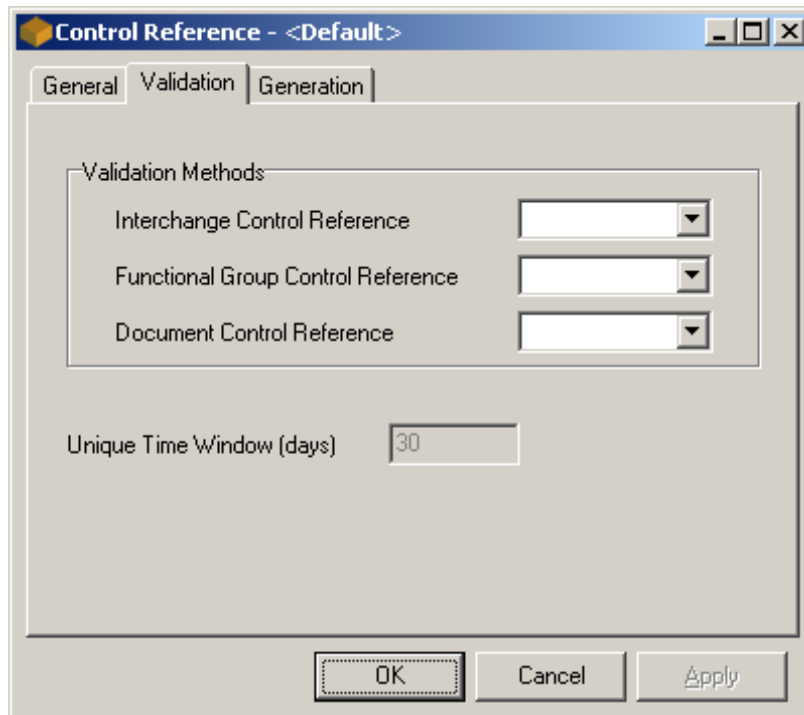 Control Reference - <Default>
General Validation Generation
Validation Methods
Interchange Control Reference
Functional Group Control Reference
Document Control Reference
Unique Time Window (days) 30
OK Cancel Apply